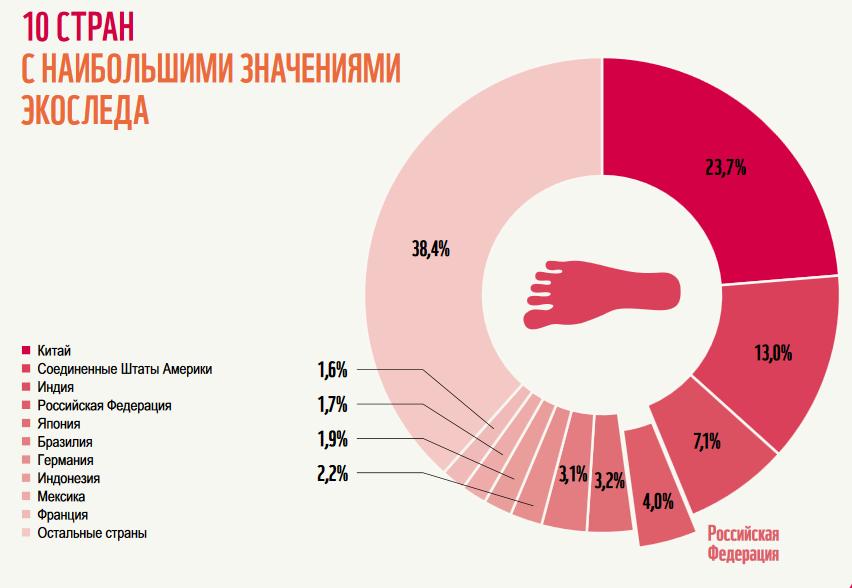 10 СТРАН
С НАИБОЛЬШИМИ ЗНАЧЕНИЯМИ
ЭКОСЛЕДА
23,7%
38,4%
13,0%
Китай
Соединенные Штаты Америки
Индия
Российская Федерация
Япония
Бразилия
Германия
Индонезия
Мексика
Франция
Остальные страны
1,6%
1,7%
1,9%
2,2%
3,1%
3,2%
4,0%
7,1%
Российская
Федерация